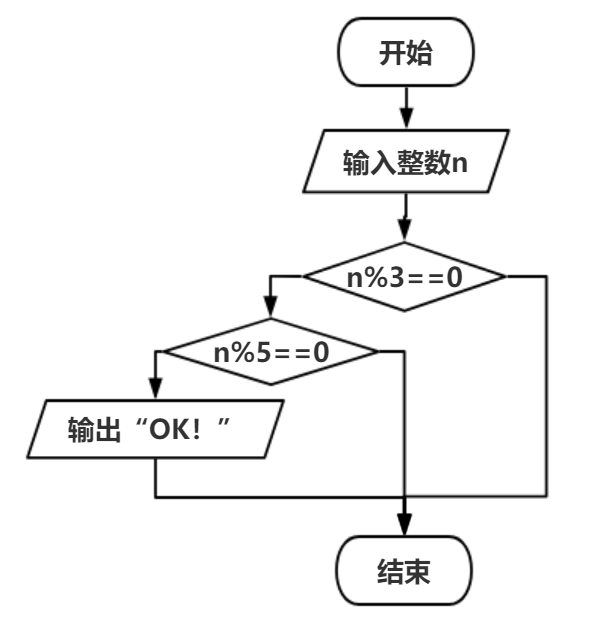 开始
输入整数n
n%3==0
n%5==0
输出“OK！”
结束